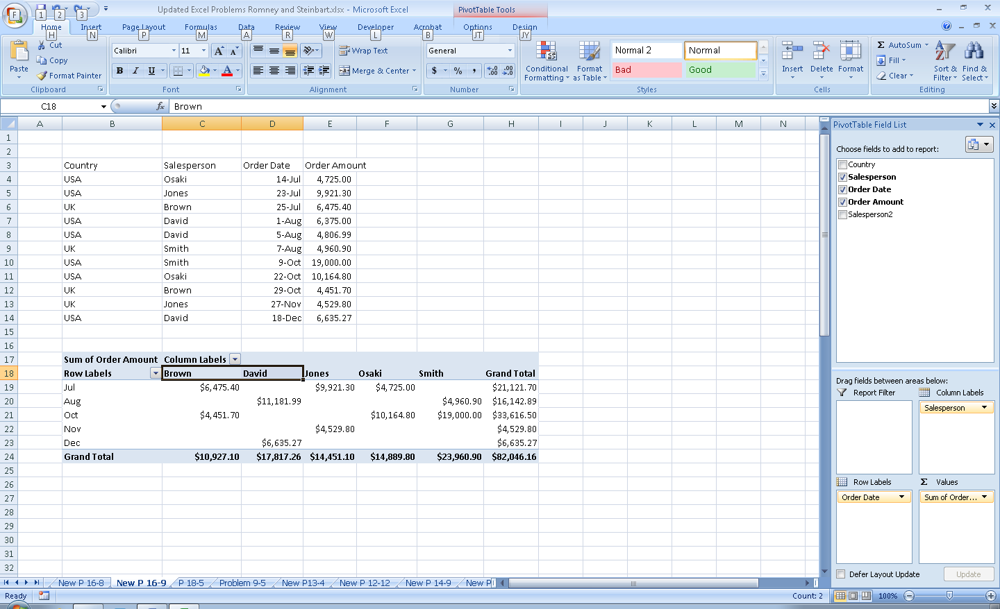 Updated Excel Problems Romney and Steinbart.xlsx - Microsoft Excel PivotTable Tools
F 1 2 3
Home Insert Page Layout Formulas Data Review View Developer Acrobat Options Design
H N P M A R W L B JT JY
Paste Cut Copy Format Painter
Calibri 11 Wrap Text General Normal 2 Normal
B I U A Merge & Center $ % , Bad Good
Conditional Formatting Format as Table
Insert Delete Format
AutoSum Fill Clear Sort & Filter Find & Select
Clipboard Font Alignment Number Styles Cells Editing
C18 fx Brown
A B C D E F G H I J K L M N
1
2
3 Country Salesperson Order Date Order Amount
4 USA Osaki 14-Jul 4,725.00
5 USA Jones 23-Jul 9,921.30
6 UK Brown 25-Jul 6,475.40
7 USA David 1-Aug 6,375.00
8 USA David 5-Aug 4,806.99
9 UK Smith 7-Aug 4,960.90
10 USA Smith 9-Oct 19,000.00
11 USA Osaki 22-Oct 10,164.80
12 UK Brown 29-Oct 4,451.70
13 UK Jones 27-Nov 4,529.80
14 USA David 18-Dec 6,635.27
15
16
17 Sum of Order Amount Column Labels
18 Row Labels Brown David Jones Osaki Smith Grand Total
19 Jul $6,475.40 $9,921.30 $4,725.00 $21,121.70
20 Aug $11,181.99 $4,960.90 $16,142.89
21 Oct $4,451.70 $10,164.80 $19,000.00 $33,616.50
22 Nov $4,529.80 $4,529.80
23 Dec $6,635.27 $6,635.27
24 Grand Total $10,927.10 $17,817.26 $14,451.10 $14,889.80 $23,960.90 $82,046.16
25
26
27
28
29
30
31
32
PivotTable Field List
Choose fields to add to report:
Country
Salesperson
Order Date
Order Amount
Salesperson2
Drag fields between areas below:
Report Filter Column Labels
Salesperson
Row Labels Σ Values
Order Date Sum of Order...
Defer Layout Update Update
New P 16-8 New P 16-9 P 18-5 Problem 9-5 New P13-4 New P 12-12 New P 14-9 New P
Ready Count: 2 100%